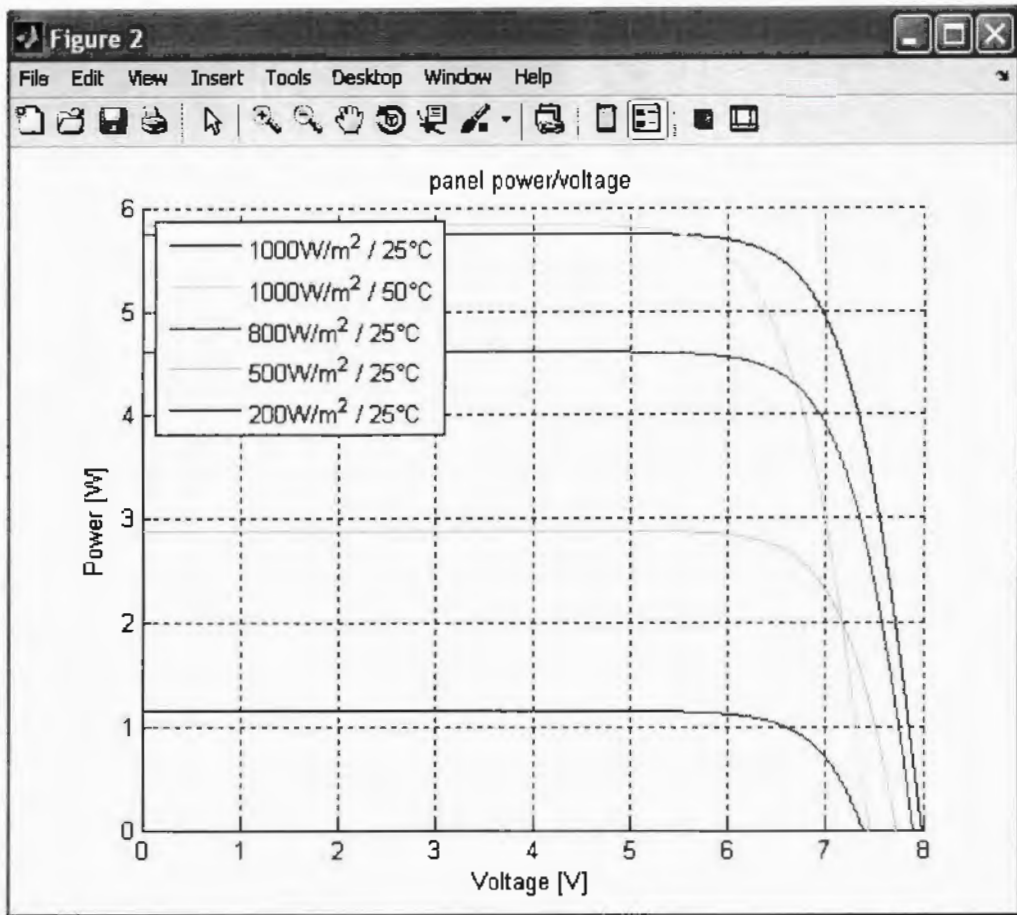 Figure 2
File Edit View Insert Tools Desktop Window Help
panel power/voltage
6
5
4
3
2
1
0
Power [W]
1000W/m² / 25°C
1000W/m² / 50°C
800W/m² / 25°C
500W/m² / 25°C
200W/m² / 25°C
0 1 2 3 4 5 6 7 8
Voltage [V]